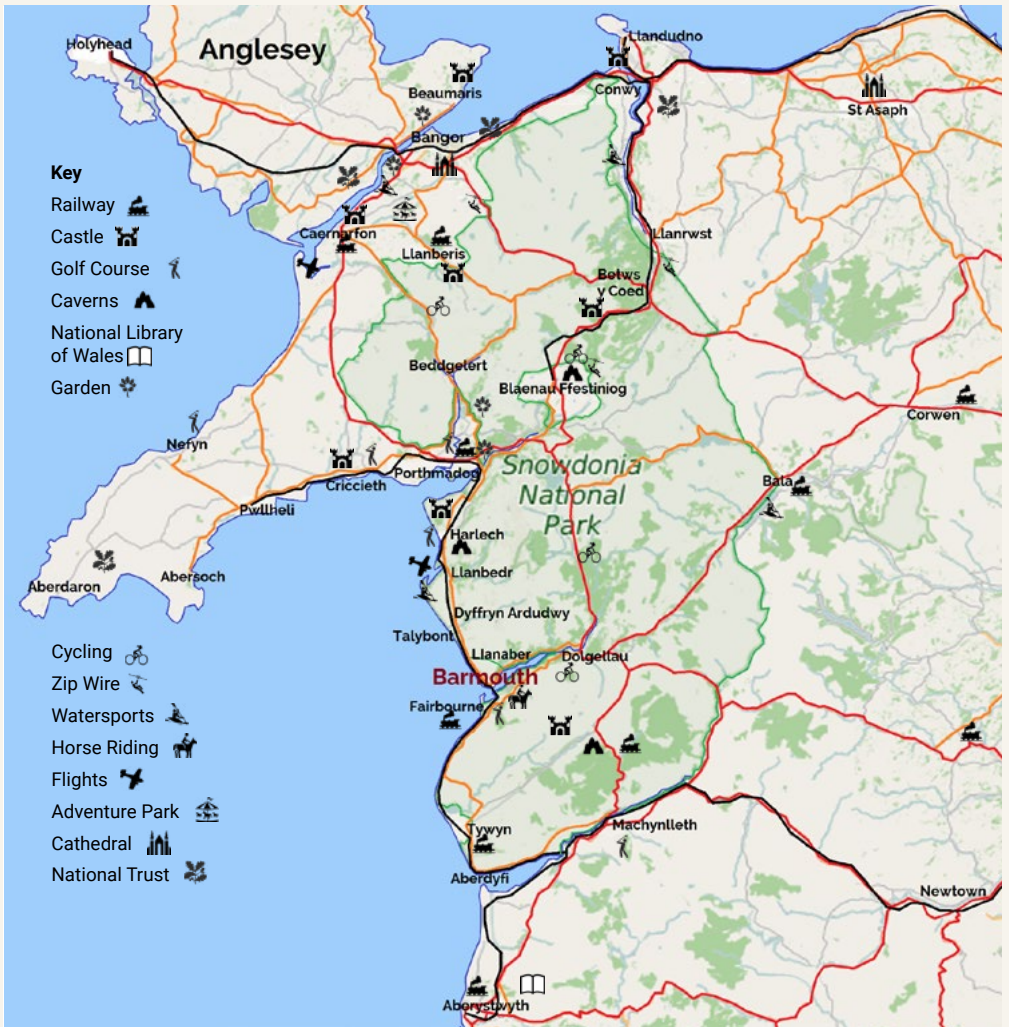 Holyhead
Anglesey
Llandudno
Beaumaris
Conwy
St Asaph
Bangor
Key
Railway
Castle
Golf Course
Caverns
National Library
of Wales
Garden
Caernarfon
Llanrwst
Llanberis
Betws
y Coed
Beddgelert
Blaenau Ffestiniog
Corwen
Nefyn
Snowdonia
National
Park
Porthmadog
Criccieth
Bala
Pwllheli
Harlech
Llanbedr
Aberdaron
Abersoch
Dyffryn Ardudwy
Talybont
Llanaber
Dolgellau
Barmouth
Fairbourne
Cycling
Zip Wire
Watersports
Horse Riding
Flights
Adventure Park
Cathedral
National Trust
Tywyn
Machynlleth
Aberdyfi
Newtown
Aberystwyth